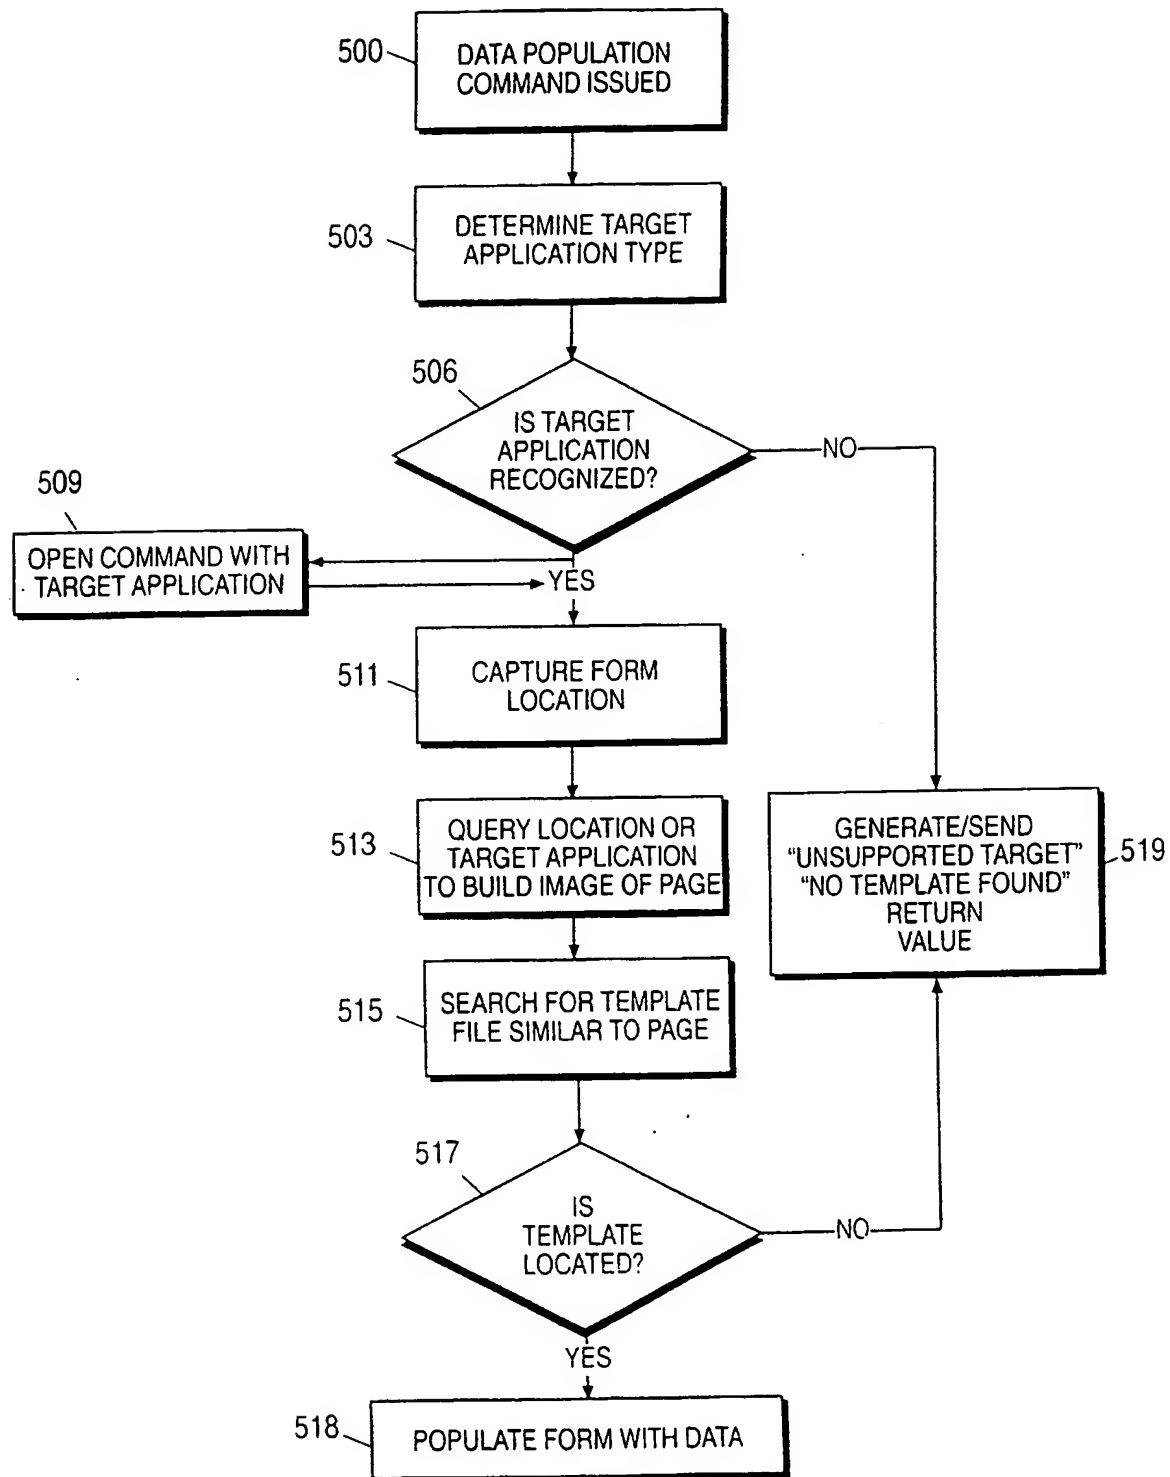 500
DATA POPULATION
COMMAND ISSUED
503
DETERMINE TARGET
APPLICATION TYPE
506
IS TARGET
APPLICATION
RECOGNIZED?
NO
509
OPEN COMMAND WITH
TARGET APPLICATION
YES
511
CAPTURE FORM
LOCATION
513
QUERY LOCATION OR
TARGET APPLICATION
TO BUILD IMAGE OF PAGE
GENERATE/SEND
“UNSUPPORTED TARGET”
“NO TEMPLATE FOUND”
RETURN
VALUE
519
515
SEARCH FOR TEMPLATE
FILE SIMILAR TO PAGE
517
IS
TEMPLATE
LOCATED?
NO
YES
518
POPULATE FORM WITH DATA